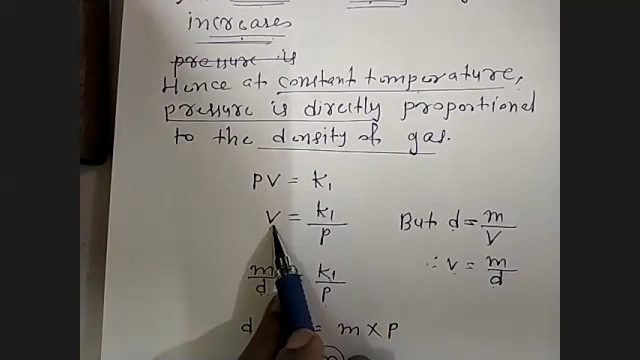 increases
pressure is
Hence at constant temperature,
pressure is directly proportional
to the density of gas.
PV = K1
V = K1/P
But d = m/V
∴ V = m/d
m/d = K1/P
d = m × P